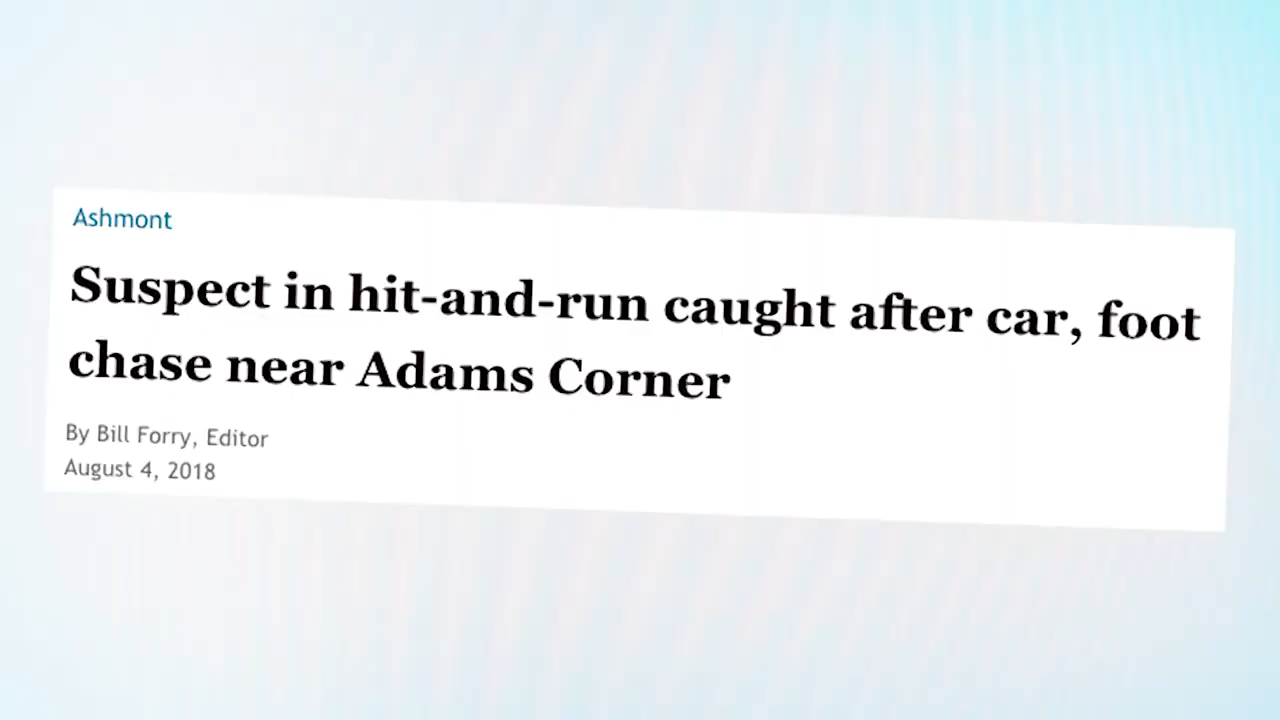 Ashmont
Suspect in hit-and-run caught after car, foot
chase near Adams Corner
By Bill Forry, Editor
August 4, 2018